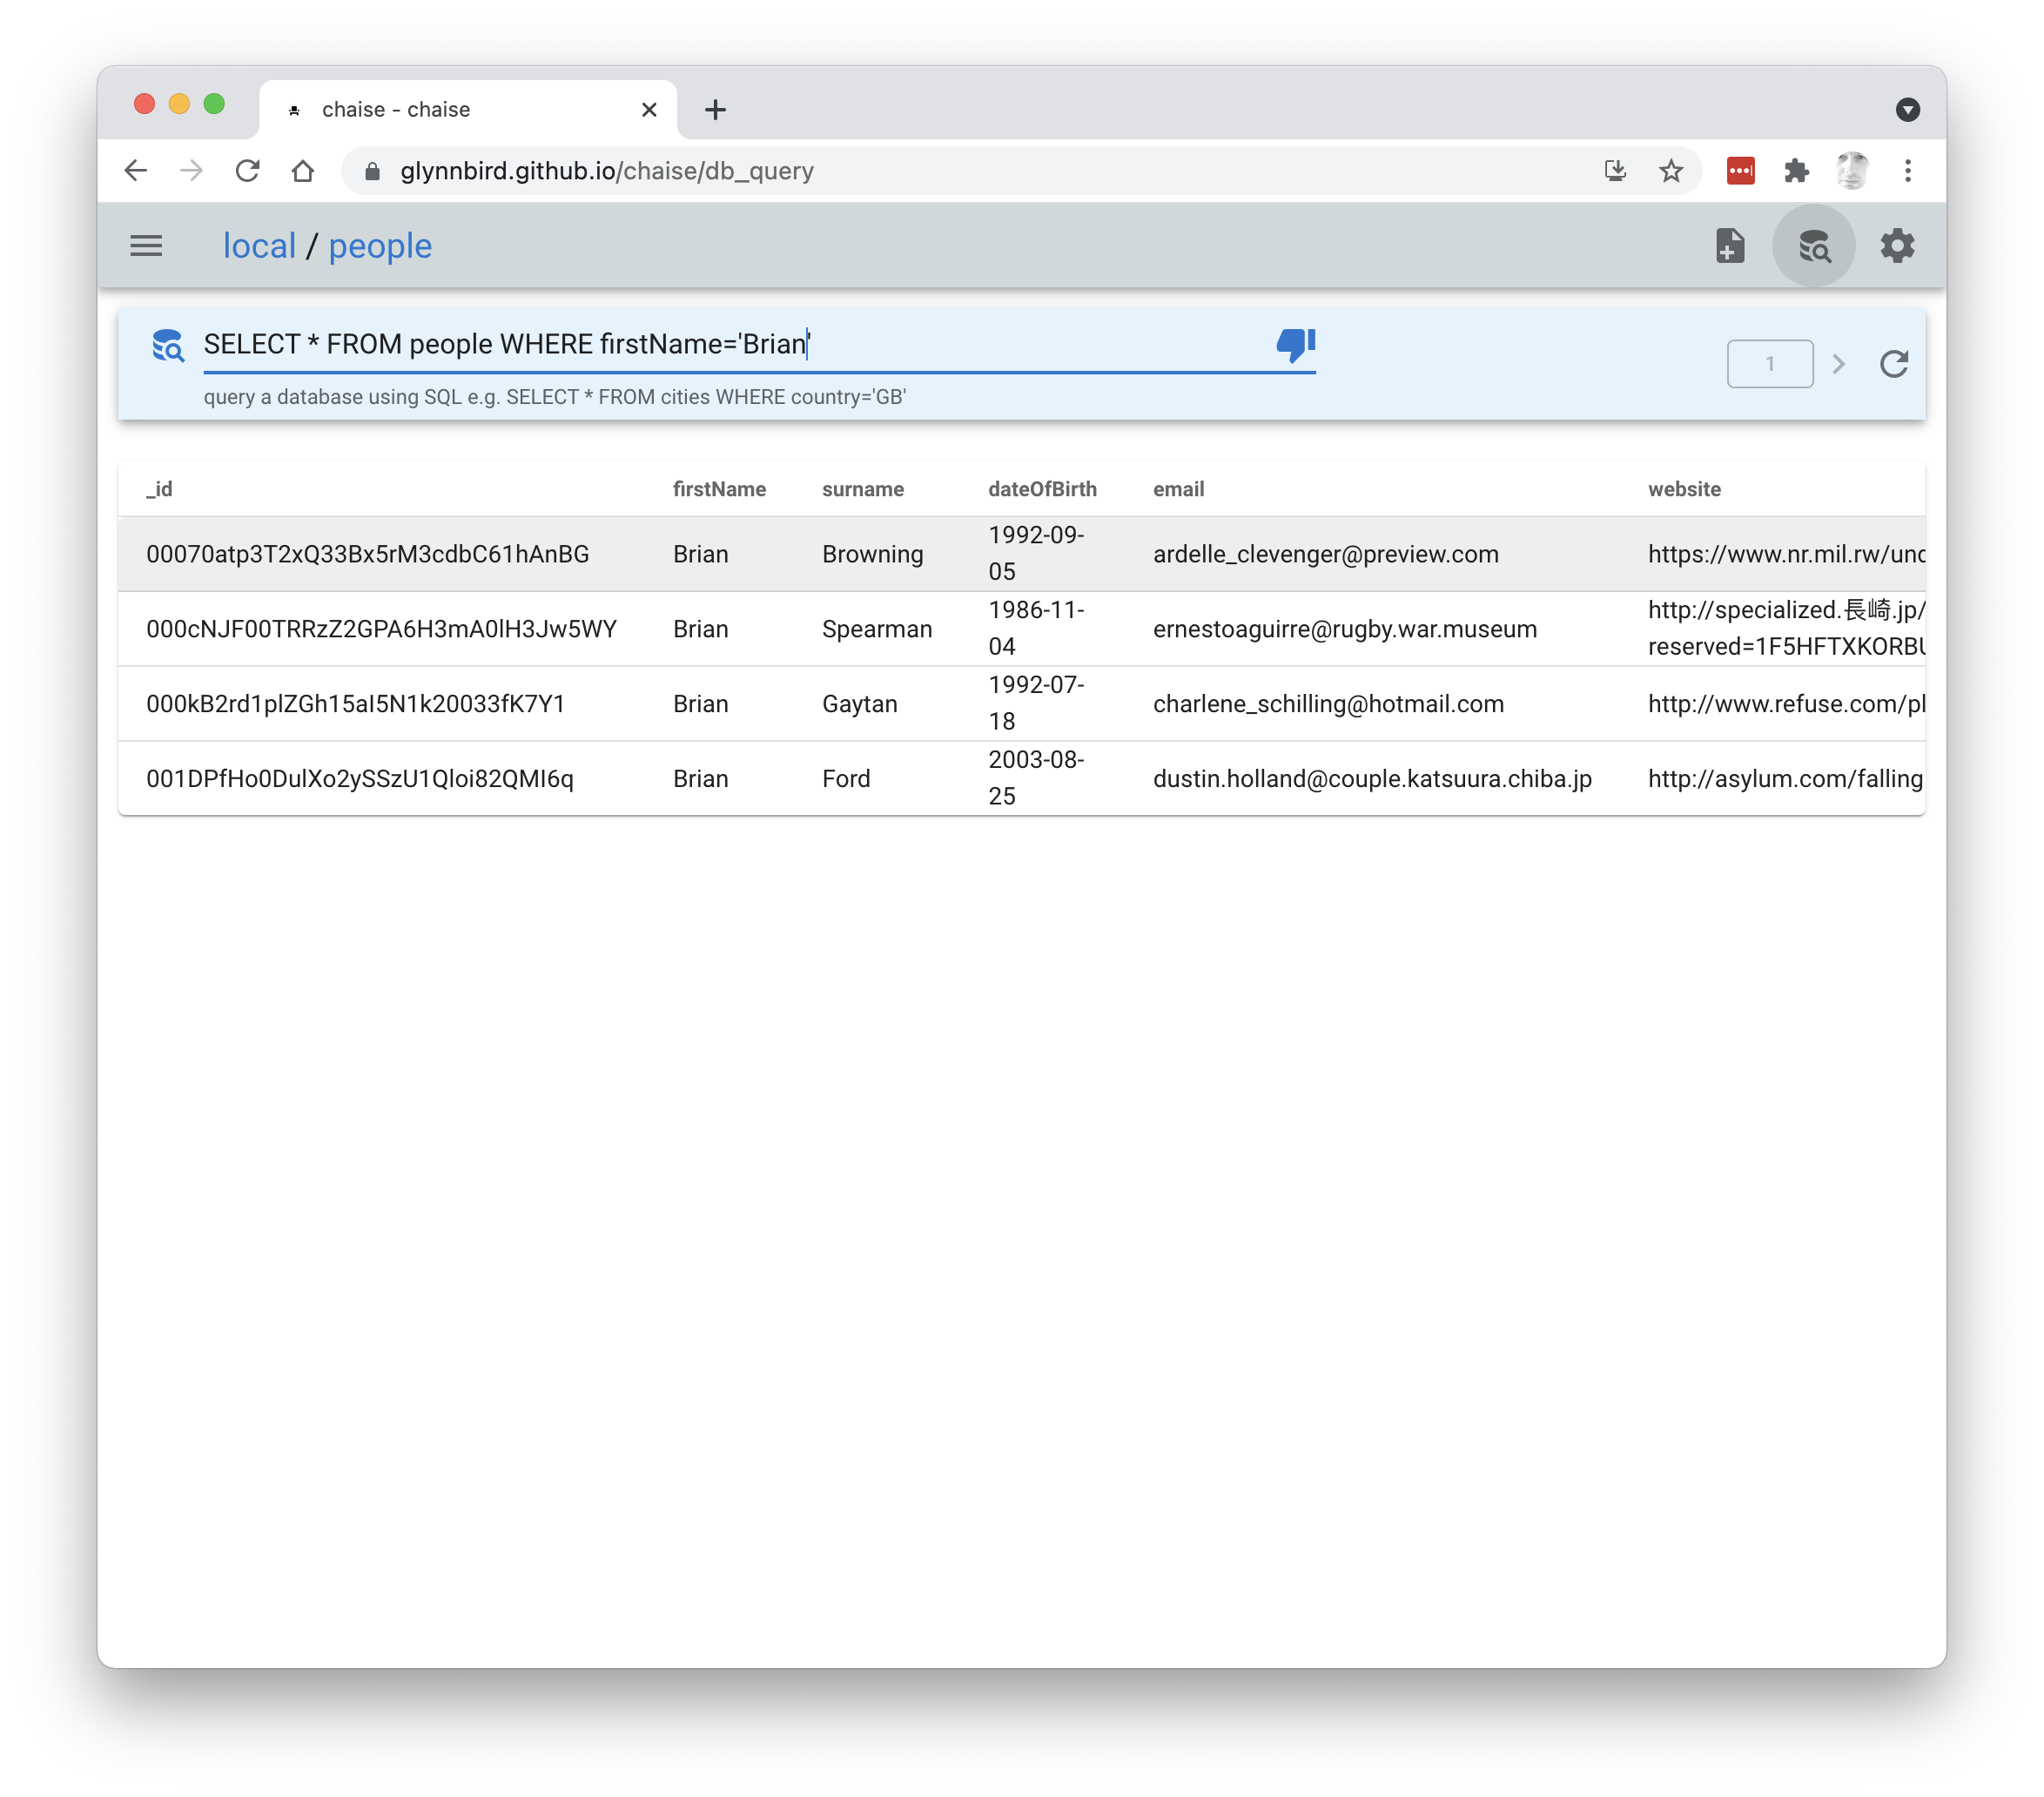 chaise - chaise
glynnbird.github.io/chaise/db_query
local / people
SELECT * FROM people WHERE firstName='Brian'
query a database using SQL e.g. SELECT * FROM cities WHERE country='GB'
1
_id firstName surname dateOfBirth email website
00070atp3T2xQ33Bx5rM3cdbC61hAnBG Brian Browning 1992-09-05 ardelle_clevenger@preview.com https://www.nr.mil.rw/unc
000cNJF00TRRzZ2GPA6H3mA0lH3Jw5WY Brian Spearman 1986-11-04 ernestoaguirre@rugby.war.museum http://specialized.長崎.jp/
reserved=1F5HFTXKORBU
000kB2rd1plZGh15aI5N1k20033fK7Y1 Brian Gaytan 1992-07-18 charlene_schilling@hotmail.com http://www.refuse.com/pl
001DPfHo0DulXo2ySSzU1Qloi82QMI6q Brian Ford 2003-08-25 dustin.holland@couple.katsuura.chiba.jp http://asylum.com/falling